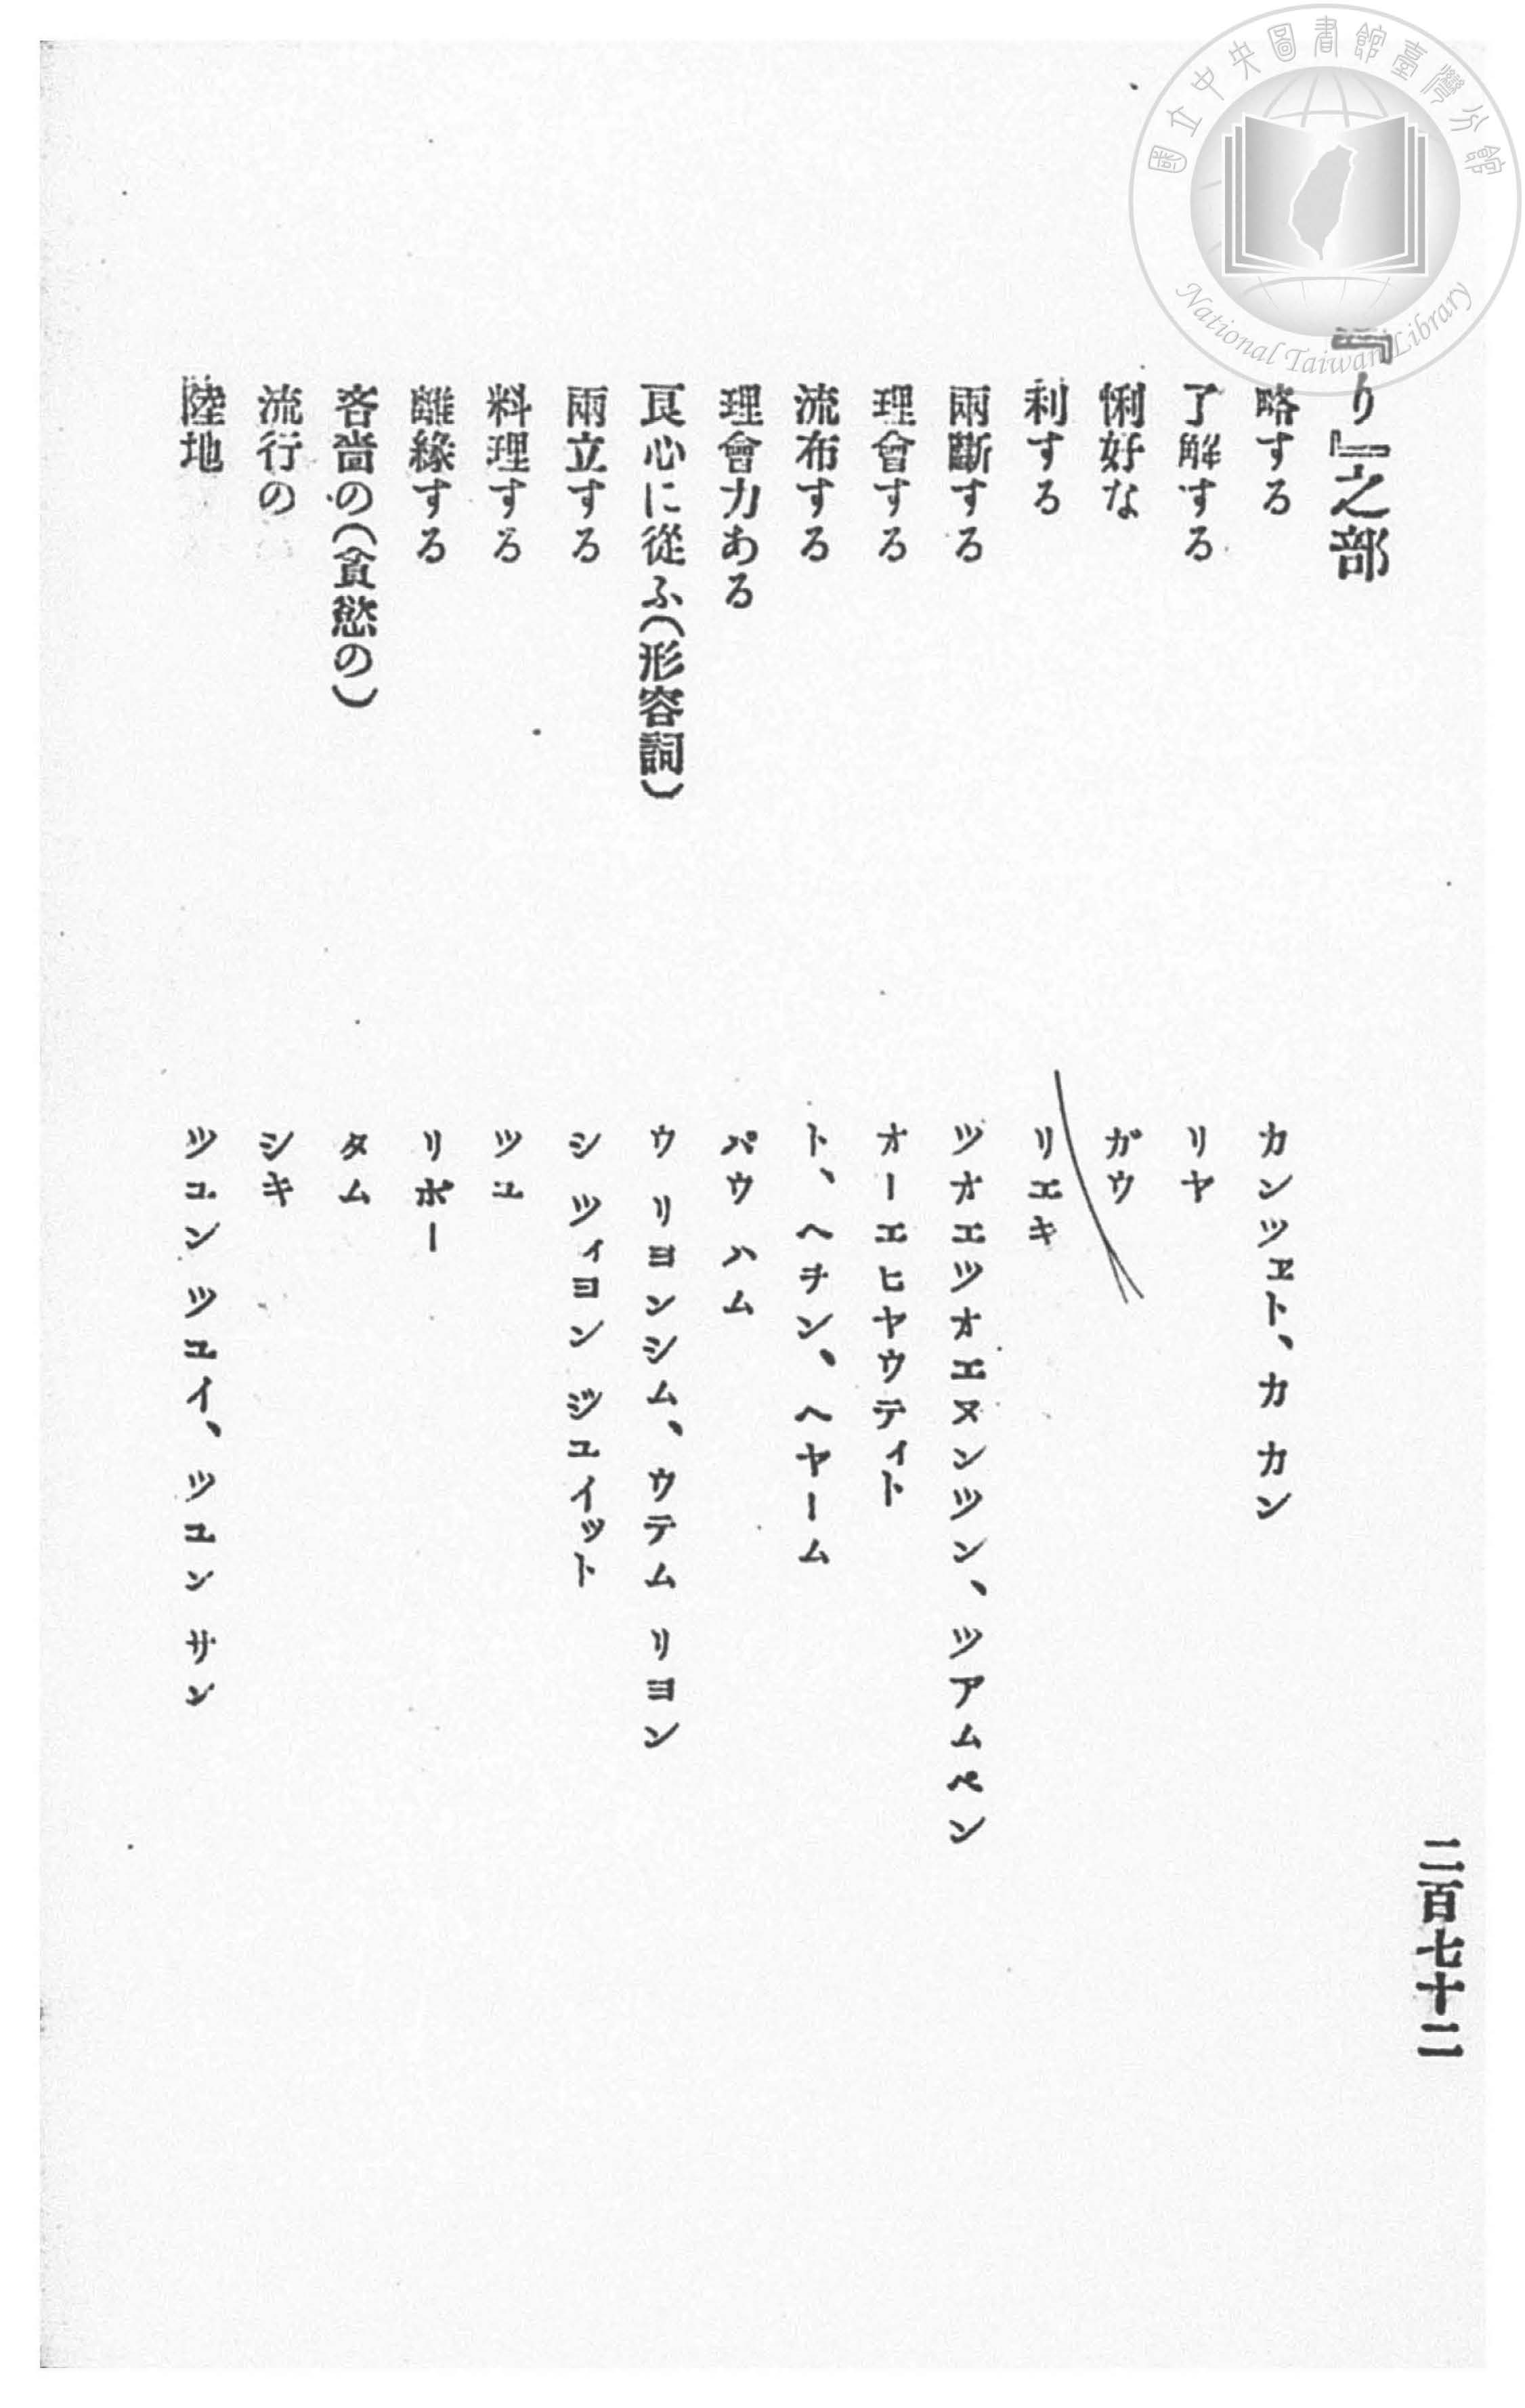 國立中央圖書館臺灣分館
National Taiwan Library
二百七十二
『り』之部
略する　カンツヱト、カ カン
了解する　リヤ
悧好な　ガウ
利する　リエキ
兩斷する　ツオエツオエヌンツン、ツアムペン
理會する　オーエヒヤウテイト
流布する　ト、ヘヲン、ヘヤーム
理會力ある　パウ ハム
良心に從ふ(形容詞)　ウ リヨンシム、ウテム リヨン
兩立する　シ ツイヨン ジユイツト
料理する　ツユ
離緣する　リポー
吝嗇の(貪慾の)　タム
流行の　シキ
陸地　ツユン ツユイ、ツユン サン